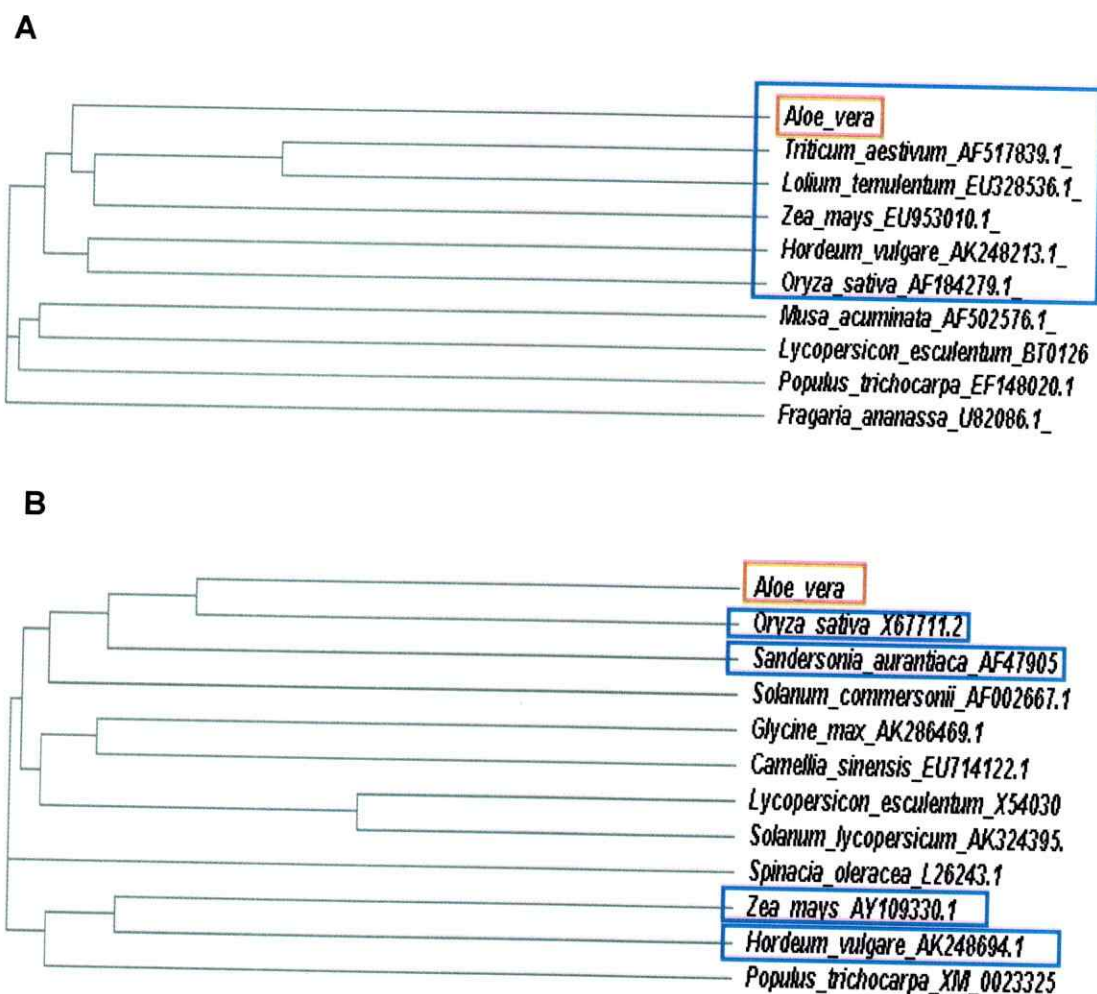 A
Aloe_vera
Triticum_aestivum_AF517839.1_
Lolium_temulentum_EU328536.1_
Zea_mays_EU953010.1_
Hordeum_vulgare_AK248213.1_
Oryza_sativa_AF184279.1_
Musa_acuminata_AF502576.1_
Lycopersicon_esculentum_BT0126
Populus_trichocarpa_EF148020.1
Fragaria_ananassa_U82086.1_
B
Aloe_vera
Oryza_sativa_X67711.2
Sandersonia_aurantiaca_AF47905
Solanum_commersonii_AF002667.1
Glycine_max_AK286469.1
Camellia_sinensis_EU714122.1
Lycopersicon_esculentum_X54030
Solanum_lycopersicum_AK324395.
Spinacia_oleracea_L26243.1
Zea_mays_AY109330.1
Hordeum_vulgare_AK248694.1
Populus_trichocarpa_XM_0023325